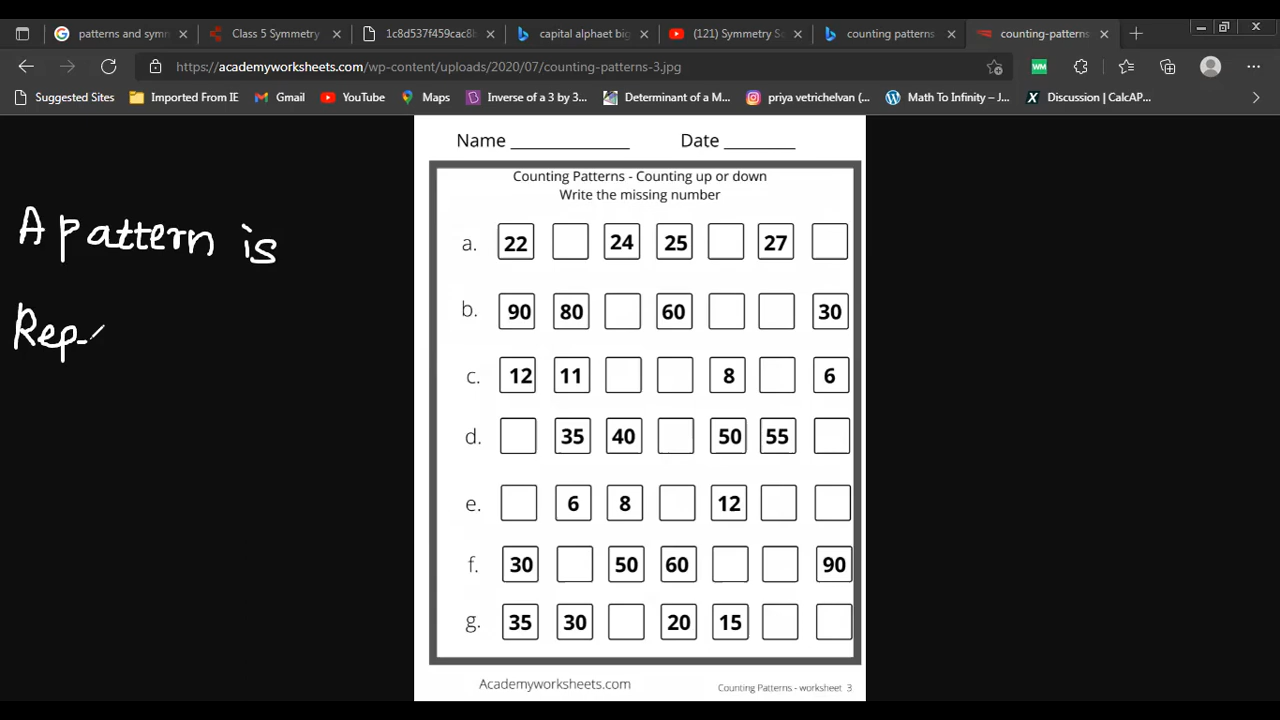 patterns and sym
Class 5 Symmetry
1c8d537f459cac8
capital alphaet big
(121) Symmetry S
counting patterns
counting-patterns
https://academyworksheets.com/wp-content/uploads/2020/07/counting-patterns-3.jpg
WM
Suggested Sites Imported From IE Gmail YouTube Maps Inverse of a 3 by 3... Determinant of a M... priya vetrichelvan (... Math To Infinity – J... Discussion | CalcAP...
Name ____________ Date ________
Counting Patterns - Counting up or down
Write the missing number
A pattern is
Rep
a. 22 24 25 27
b. 90 80 60 30
c. 12 11 8 6
d. 35 40 50 55
e. 6 8 12
f. 30 50 60 90
g. 35 30 20 15
Academyworksheets.com
Counting Patterns - worksheet 3